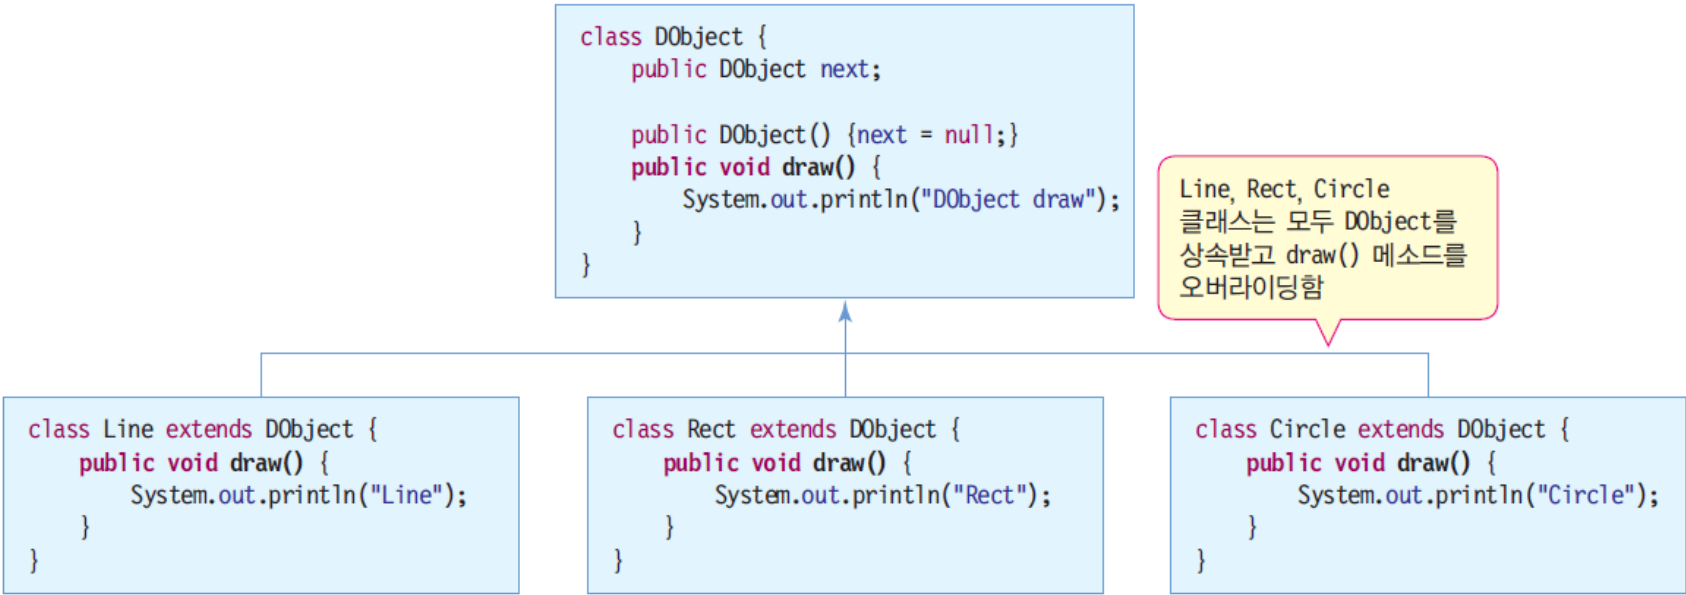 class DObject {
public DObject next;
public DObject() {next = null;}
public void draw() {
System.out.println("DObject draw");
}
}
Line, Rect, Circle
클래스는 모두 DObject를
상속받고 draw() 메소드를
오버라이딩함
class Line extends DObject {
public void draw() {
System.out.println("Line");
}
}
class Rect extends DObject {
public void draw() {
System.out.println("Rect");
}
}
class Circle extends DObject {
public void draw() {
System.out.println("Circle");
}
}